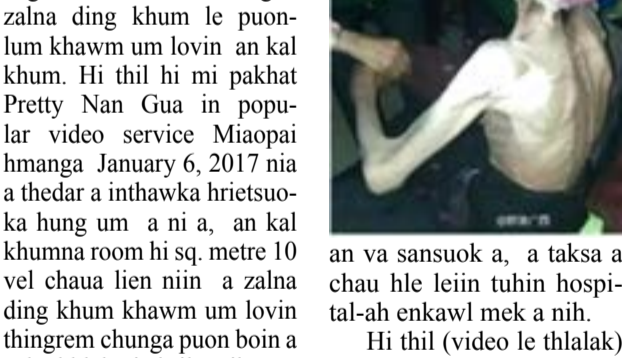 zalna ding khum le puon-
lum khawm um lovin an kal
khum. Hi thil hi mi pakhat
Pretty Nan Gua in popu-
lar video service Miaopai
hmanga January 6, 2017 nia
a thedar a inthawka hrietsuo-
ka hung um a ni a, an kal
khumna room hi sq. metre 10
vel chaua lien niin a zalna
ding khum khawm um lovin
thingrem chunga puon boin a
an va sansuok a, a taksa a
chau hle leiin tuhin hospi-
tal-ah enkawl mek a nih.
Hi thil (video le thlalak)